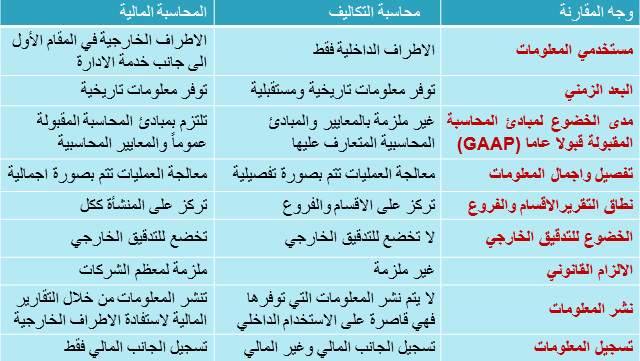 وجه المقارنة محاسبة التكاليف المحاسبة المالية
مستخدمي المعلومات الاطراف الداخلية فقط الاطراف الخارجية في المقام الأول
الى جانب خدمة الادارة
البعد الزمني توفر معلومات تاريخية ومستقبلية توفر معلومات تاريخية
مدى الخضوع لمبادئ المحاسبة غير ملزمة بالمعايير والمبادئ تلتزم بمبادئ المحاسبة المقبولة
المقبولة قبولا عاما (GAAP) المحاسبية المتعارف عليها عموماً والمعايير المحاسبية
تفصيل واجمال المعلومات معالجة العمليات تتم بصورة تفصيلية معالجة العمليات تتم بصورة اجمالية
نطاق التقريرالاقسام والفروع تركز على الاقسام والفروع تركز على المنشأة ككل
الخضوع للتدقيق الخارجي لا تخضع للتدقيق الخارجي تخضع للتدقيق الخارجي
الالزام القانوني غير ملزمة ملزمة لمعظم الشركات
نشر المعلومات لا يتم نشر المعلومات التي توفرها تنتشر المعلومات من خلال التقارير
فهي قاصرة على الاستخدام الداخلي المالية لاستفادة الاطراف الخارجية
تسجيل المعلومات تسجيل الجانب المالي وغير المالي تسجيل الجانب المالي فقط